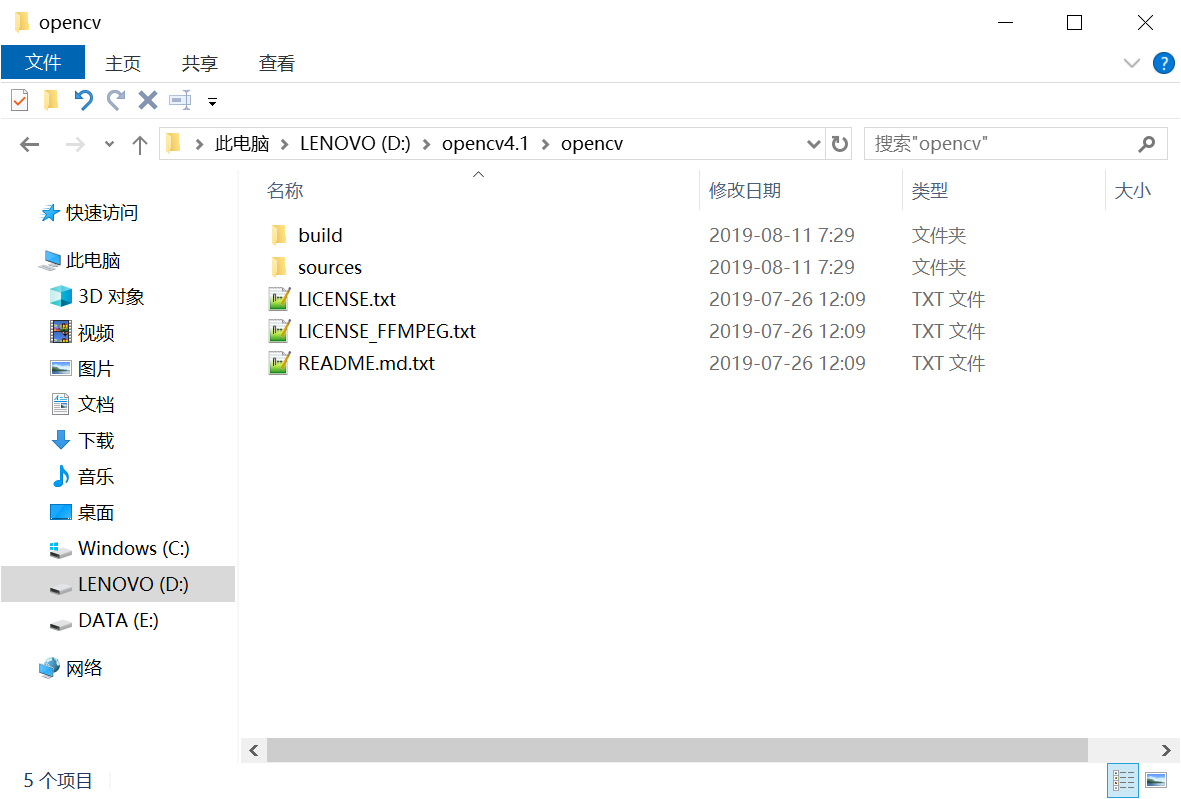 opencv
文件 主页 共享 查看
此电脑 LENOVO (D:) opencv4.1 opencv 搜索"opencv"
名称 修改日期 类型 大小
快速访问
此电脑
3D 对象
视频
图片
文档
下载
音乐
桌面
Windows (C:)
LENOVO (D:)
DATA (E:)
网络
build 2019-08-11 7:29 文件夹
sources 2019-08-11 7:29 文件夹
LICENSE.txt 2019-07-26 12:09 TXT 文件
LICENSE_FFMPEG.txt 2019-07-26 12:09 TXT 文件
README.md.txt 2019-07-26 12:09 TXT 文件
5 个项目